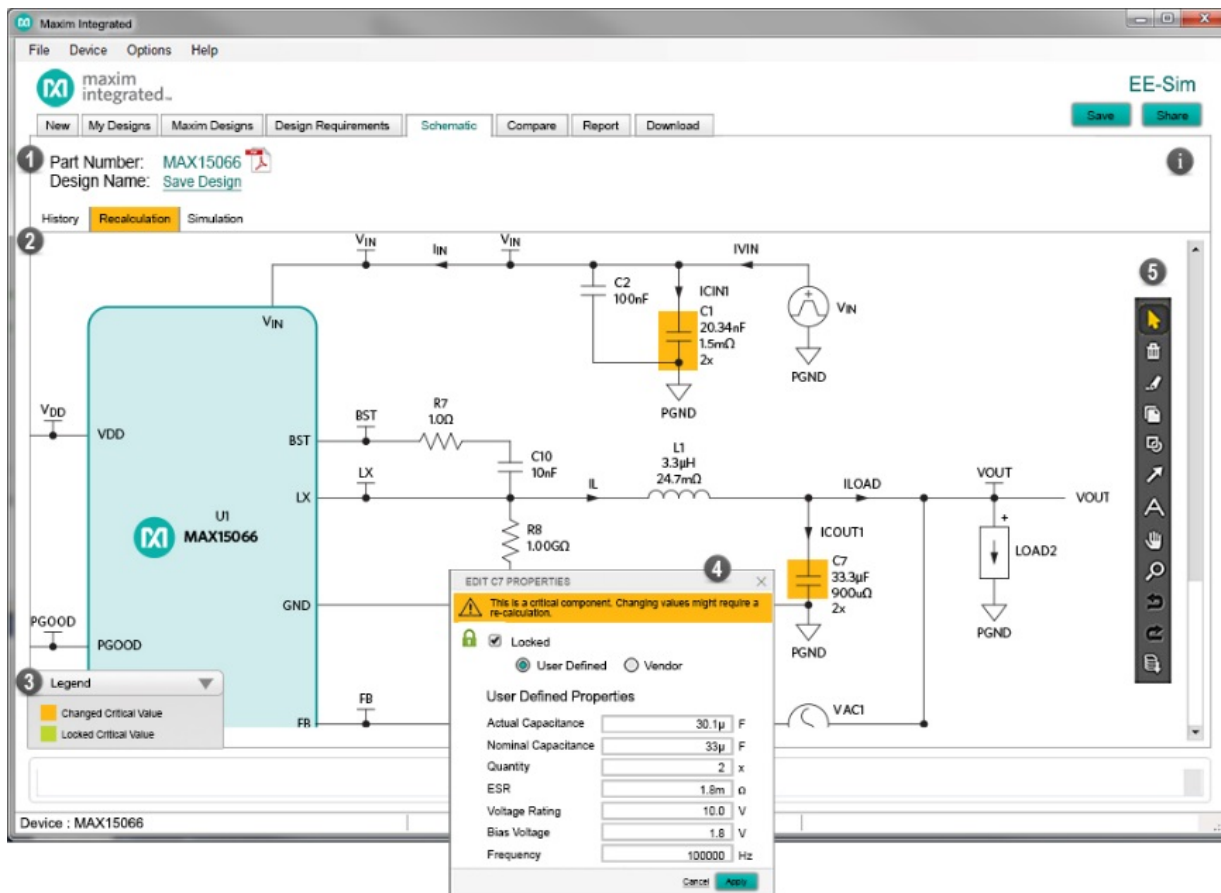 Maxim Integrated
File Device Options Help
maxim
integrated™
EE-Sim
New My Designs Maxim Designs Design Requirements Schematic Compare Report Download
Save Share
1 Part Number: MAX15066
Design Name: Save Design
i
History Recalculation Simulation
2
VIN IIN VIN IVIN
5
C2
100nF
ICIN1
C1
20.34nF
1.5mΩ
2x
VIN
PGND
PGND
VIN
VDD
VDD
BST
BST
R7
1.0Ω
C10
10nF
LX
LX
IL
L1
3.3µH
24.7mΩ
ILOAD
VOUT
VOUT
U1
MAX15066
R8
1.00GΩ
ICOUT1
C7
33.3µF
900uΩ
2x
PGND
+
LOAD2
PGND
GND
PGOOD
PGOOD
FB
FB
VAC1
3 Legend
Changed Critical Value
Locked Critical Value
4
EDIT C7 PROPERTIES
This is a critical component. Changing values might require a
re-calculation.
Locked
User Defined Vendor
User Defined Properties
Actual Capacitance 30.1µ F
Nominal Capacitance 33µ F
Quantity 2 x
ESR 1.8m Ω
Voltage Rating 10.0 V
Bias Voltage 1.8 V
Frequency 100000 Hz
Cancel Apply
Device : MAX15066